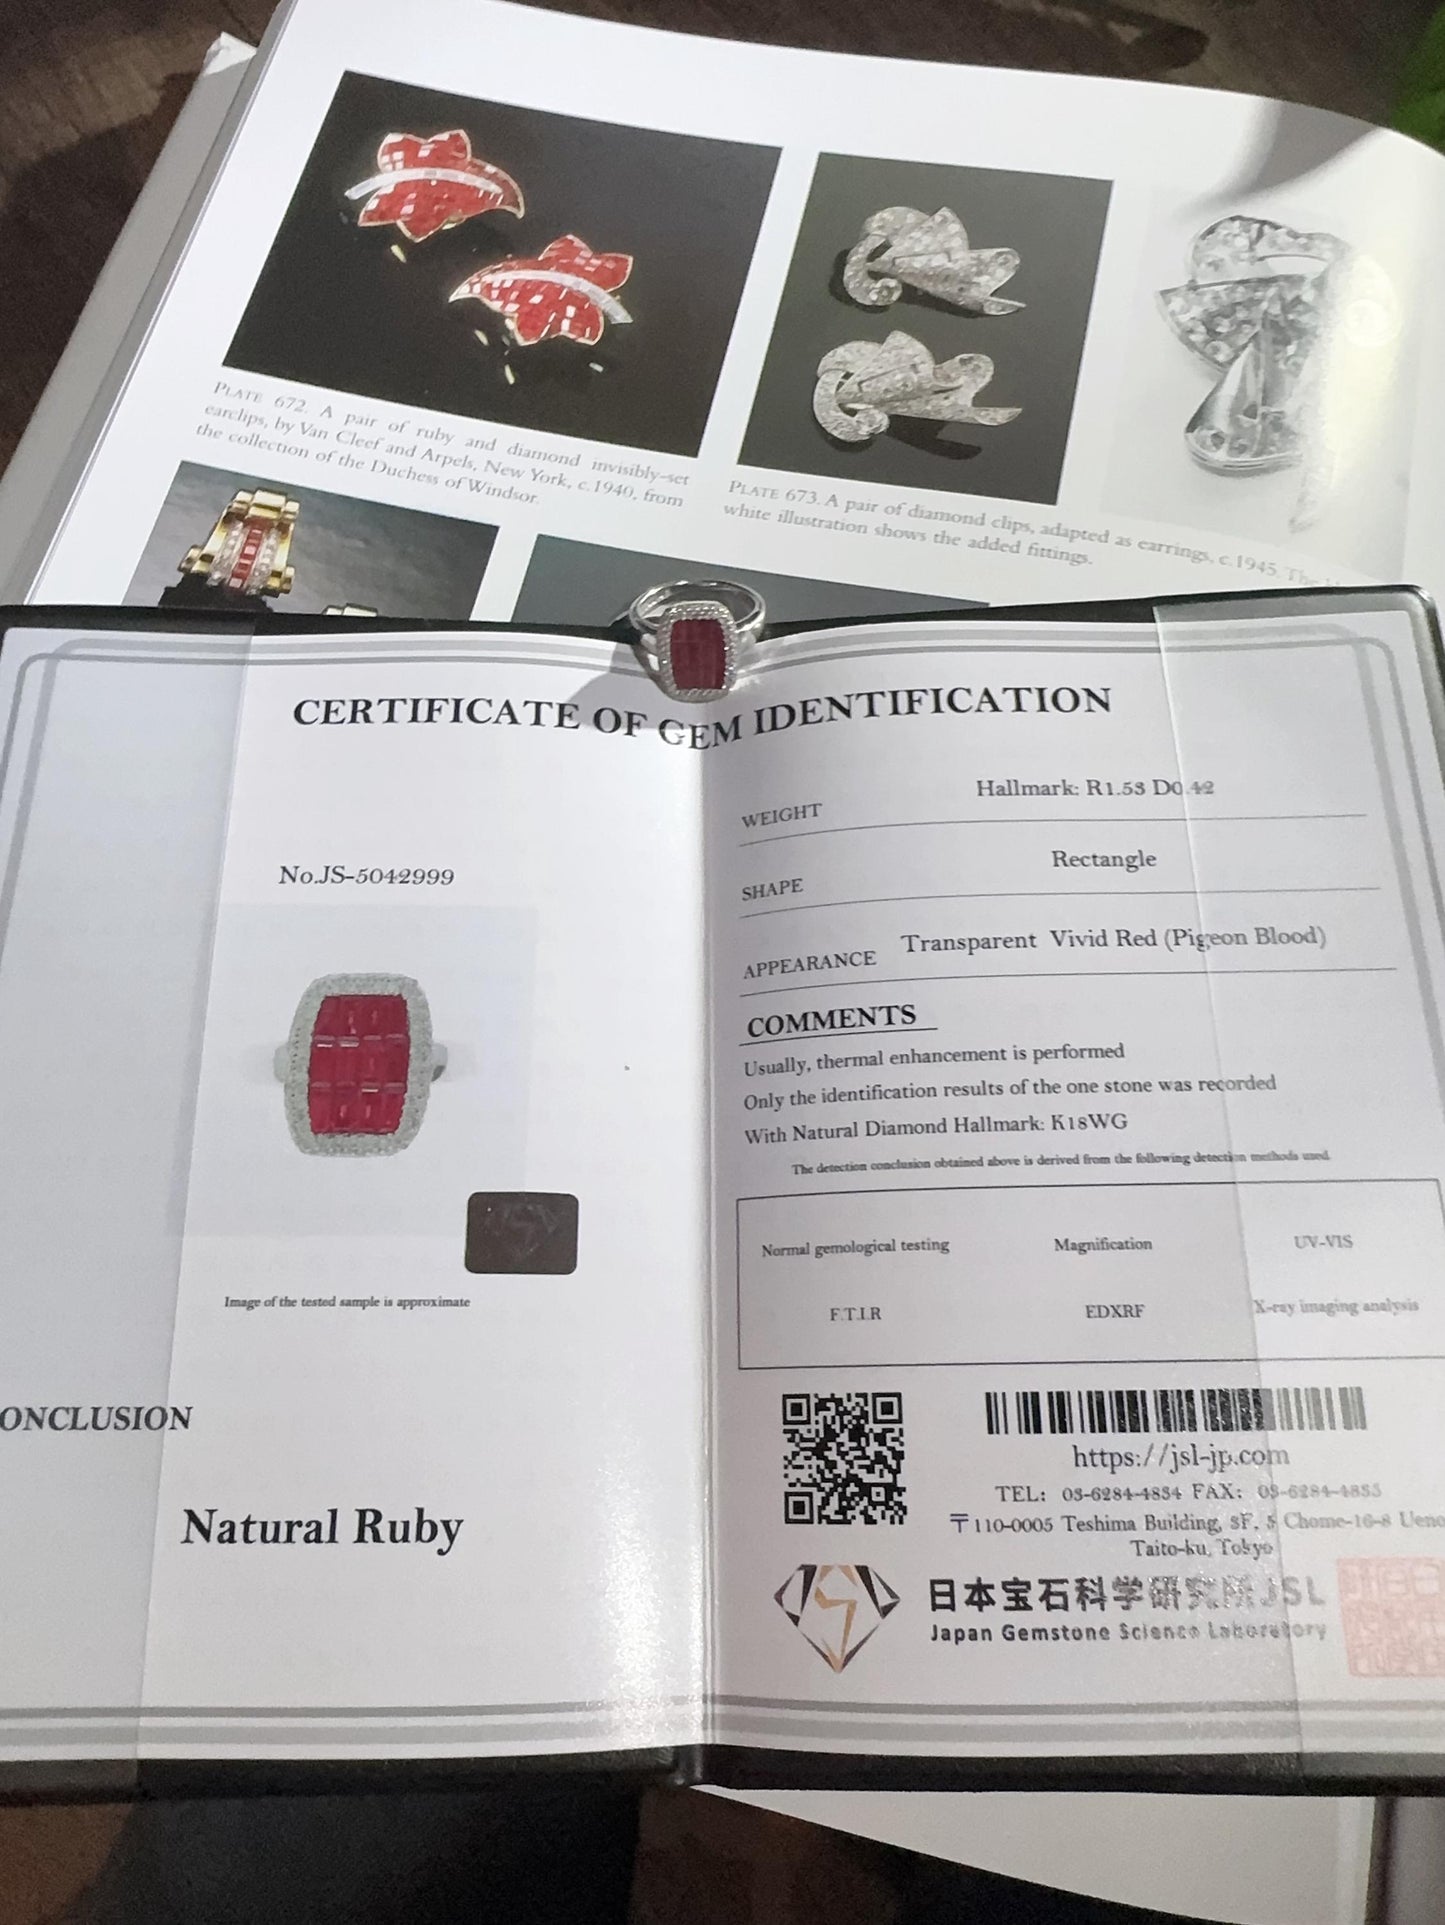 PLATE 672. A pair of ruby and diamond invisibly-set
earclips, by Van Cleef and Arpels, New York, c.1940, from
the collection of the Duchess of Windsor.
PLATE 673. A pair of diamond clips, adapted as earrings, c.1945. The
white illustration shows the added fittings.
CERTIFICATE OF GEM IDENTIFICATION
No.JS-5042999
Image of the tested sample is approximate
ONCLUSION
Natural Ruby
WEIGHT Hallmark: R1.53 D0.42
SHAPE Rectangle
APPEARANCE Transparent Vivid Red (Pigeon Blood)
COMMENTS
Usually, thermal enhancement is performed
Only the identification results of the one stone was recorded
With Natural Diamond Hallmark: K18WG
The detection conclusion obtained above is derived from the following detection methods used
Normal gemological testing Magnification UV-VIS
F.T.I.R EDXRF X-ray imaging analysis
https://jsl-jp.com
TEL: 03-6284-4834 FAX: 03-6284-4835
〒110-0005 Teshima Building, 3F, 5 Chome-16-8 Ueno
Taito-ku, Tokyo
日本宝石科学研究所JSL
Japan Gemstone Science Laboratory